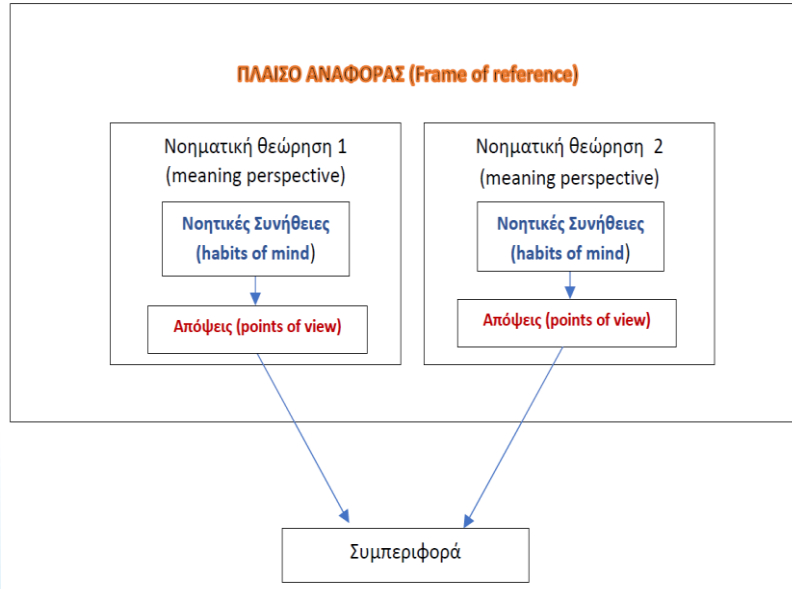 ΠΛΑΙΣΟ ΑΝΑΦΟΡΑΣ (Frame of reference)
Νοηματική θεώρηση 1
(meaning perspective)
Νοητικές Συνήθειες
(habits of mind)
Απόψεις (points of view)
Νοηματική θεώρηση 2
(meaning perspective)
Νοητικές Συνήθειες
(habits of mind)
Απόψεις (points of view)
Συμπεριφορά